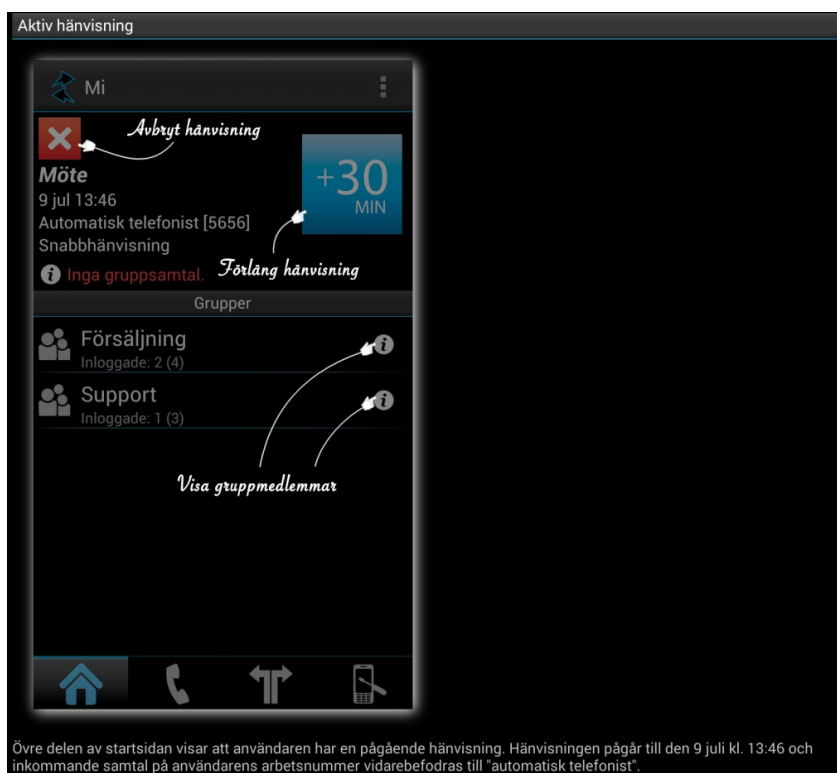 Aktiv hänvisning
Mi
Avbryt hänvisning
Möte
9 jul 13:46
Automatisk telefonist [5656]
Snabbhänvisning
+30
MIN
Förläng hänvisning
Inga gruppsamtal.
Grupper
Försäljning
Inloggade: 2 (4)
Support
Inloggade: 1 (3)
Visa gruppmedlemmar
Övre delen av startsidan visar att användaren har en pågående hänvisning. Hänvisningen pågår till den 9 juli kl. 13:46 och
inkommande samtal på användarens arbetsnummer vidarebefodras till "automatisk telefonist".